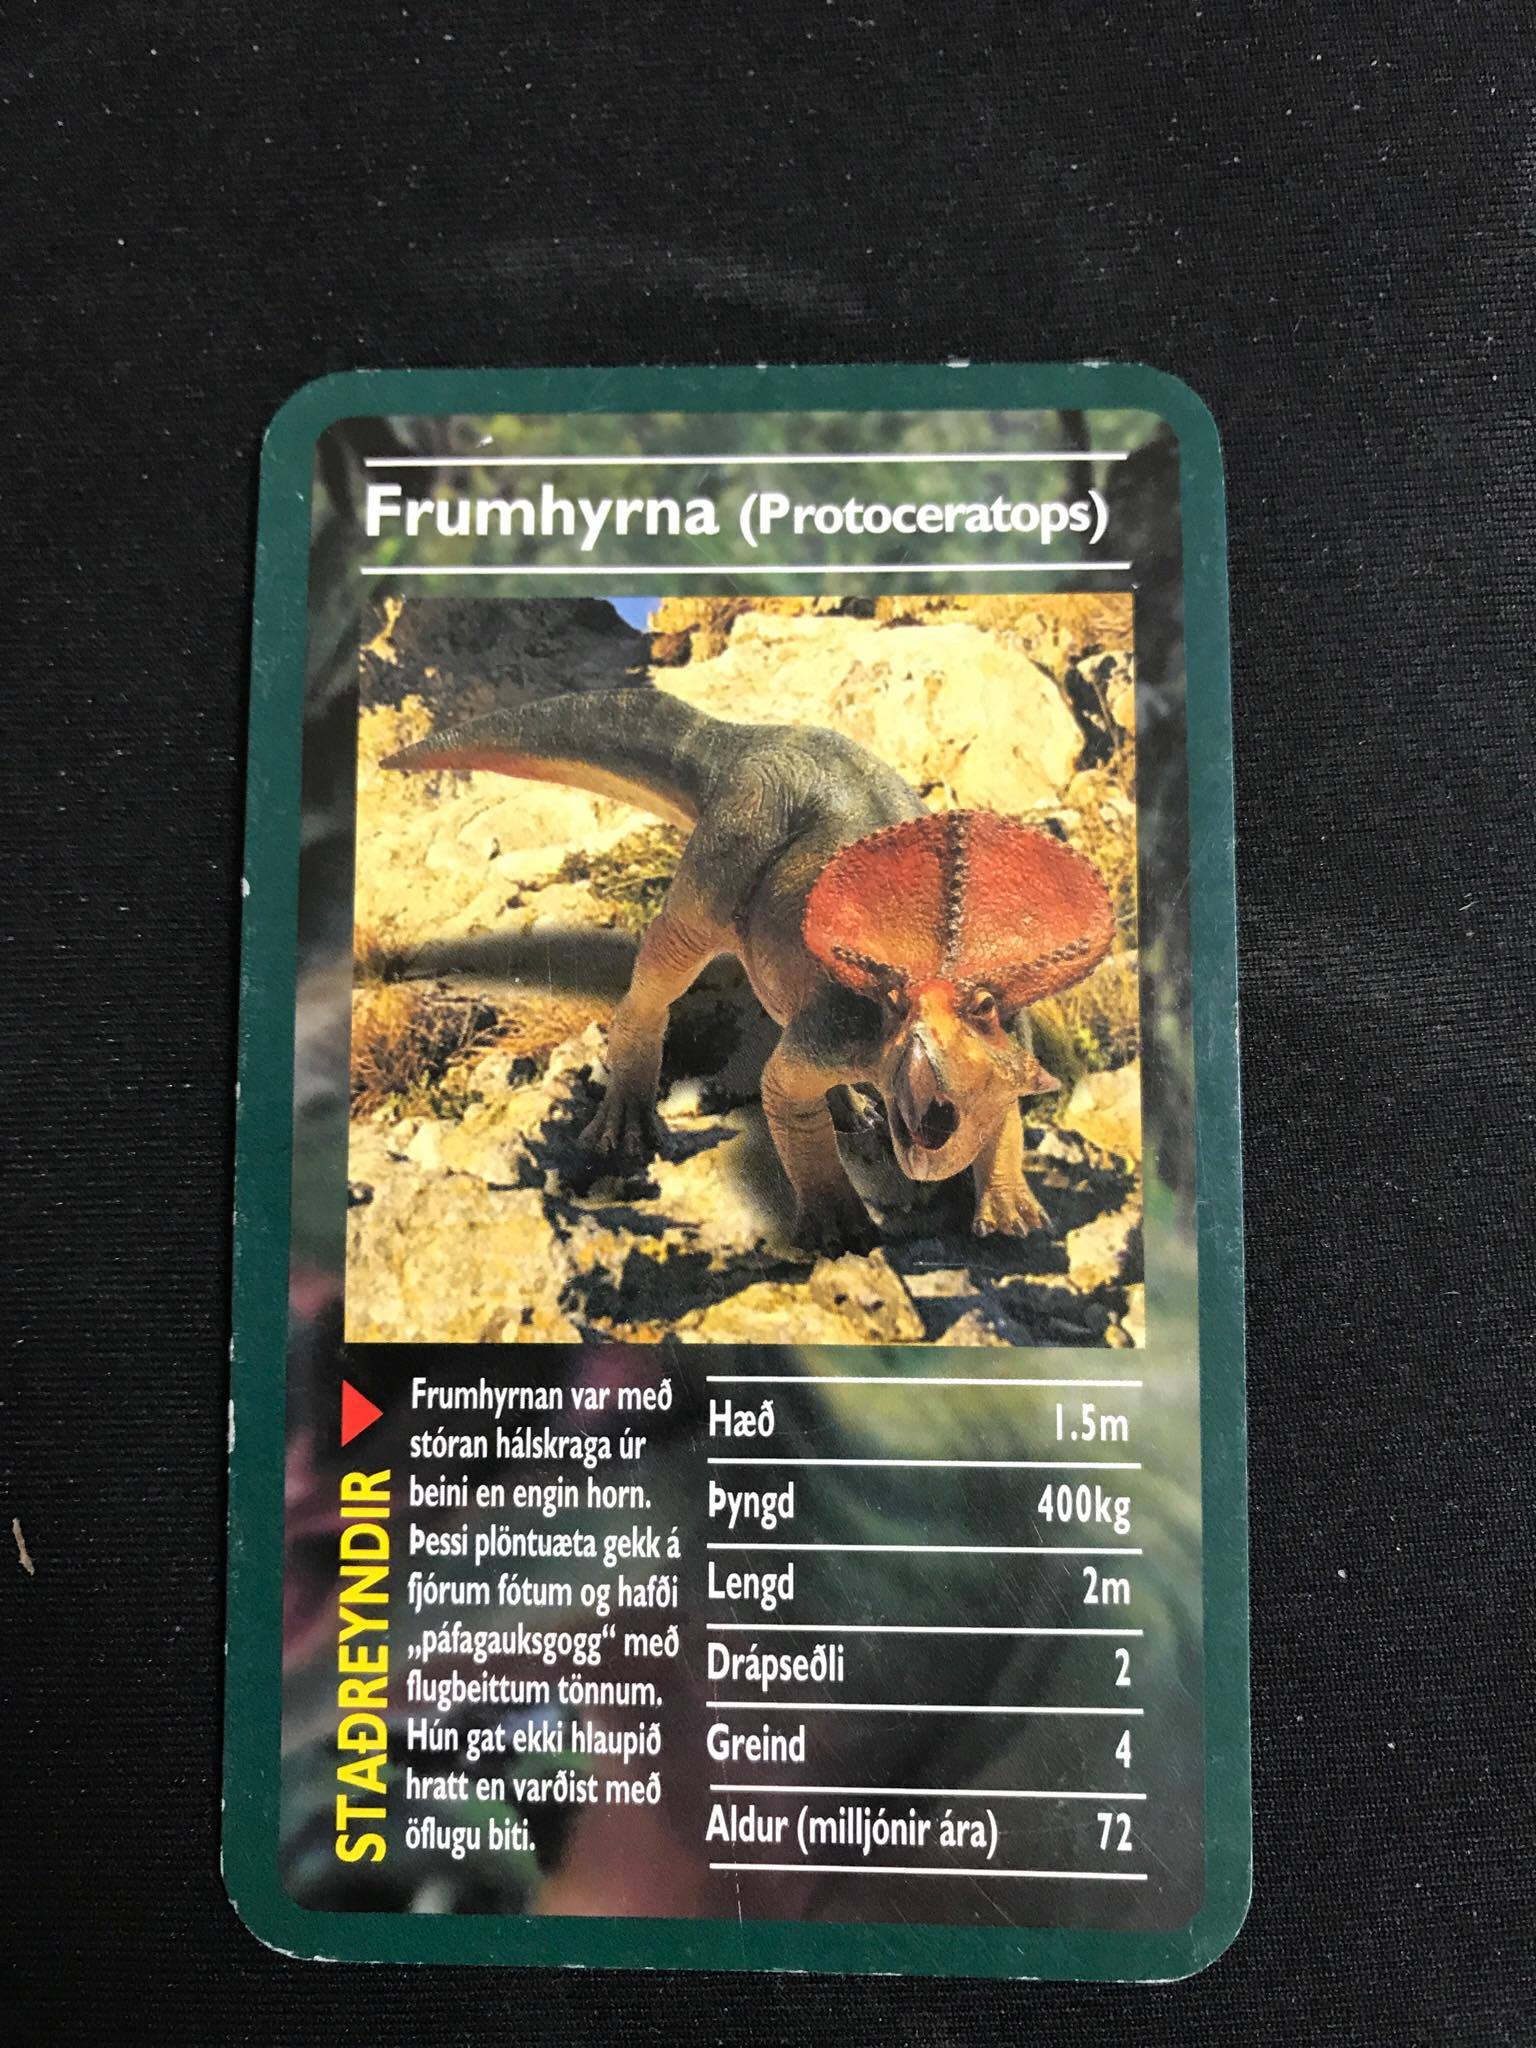 Frumhyrna (Protoceratops)
STAÐREYNDIR
Frumhyrnan var með
stóran hálskraga úr
beini en engin horn.
Þessi plöntuæta gekk á
fjórum fótum og hafði
„páfagauksgogg“ með
flugbeittum tönnum.
Hún gat ekki hlaupið
hratt en varðist með
öflugu biti.
Hæð 1.5m
Þyngd 400kg
Lengd 2m
Drápseðli 2
Greind 4
Aldur (milljónir ára) 72